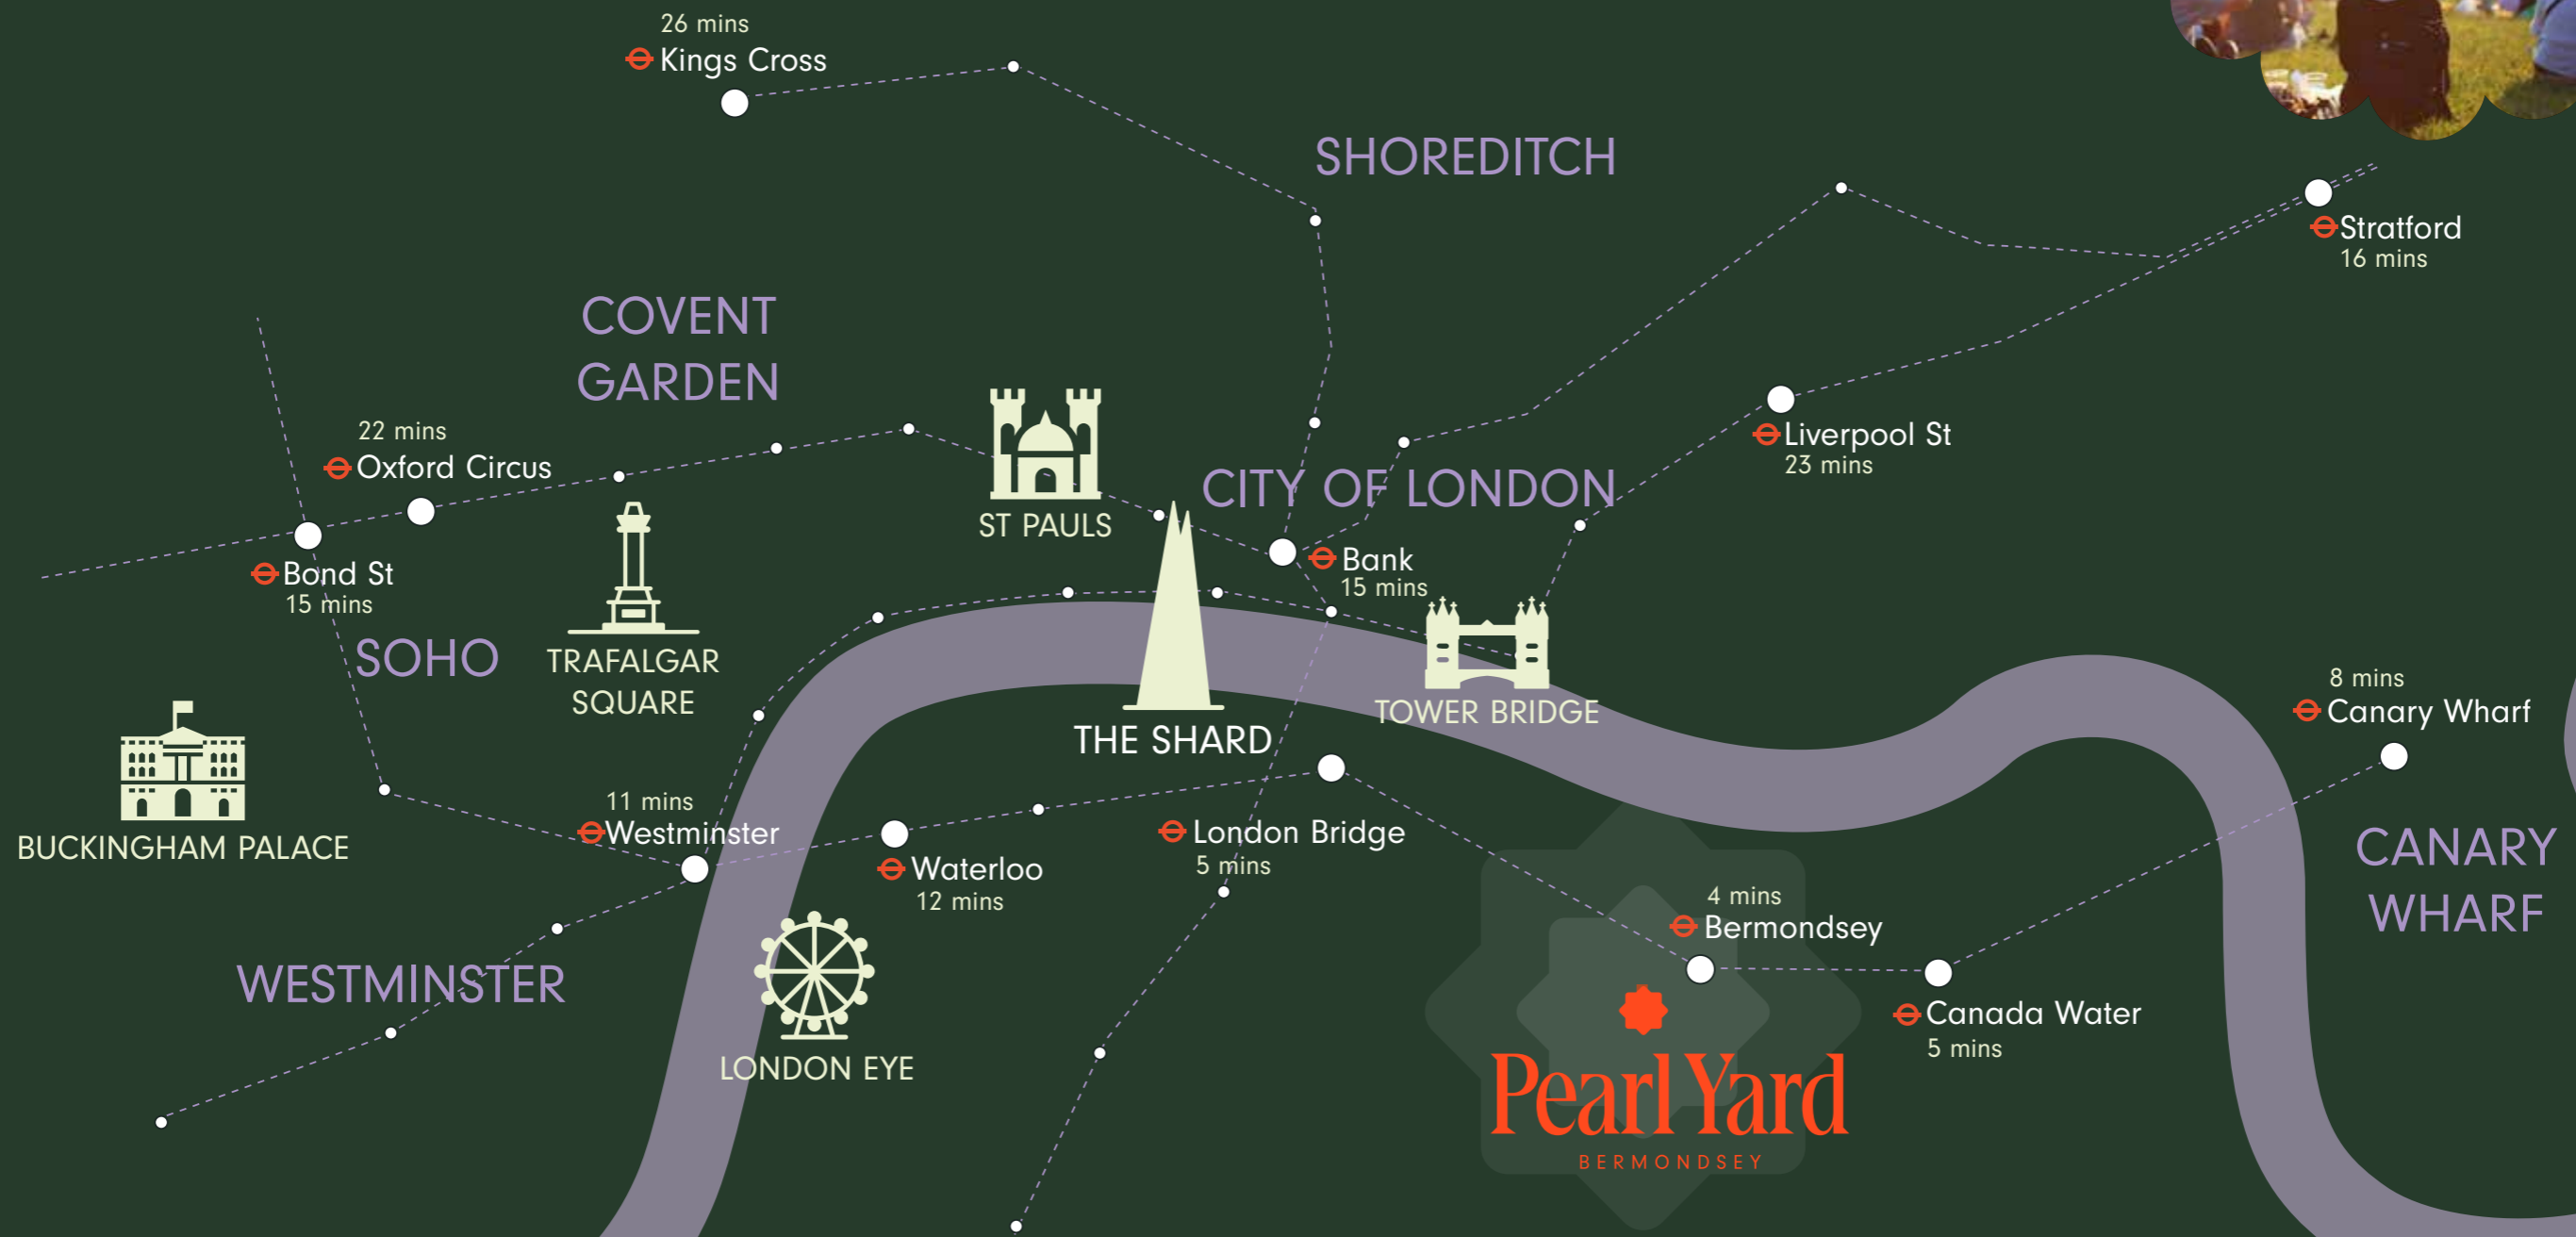 26 mins
Kings Cross
SHOREDITCH
Stratford
16 mins
COVENT
GARDEN
22 mins
Oxford Circus
Liverpool St
23 mins
CITY OF LONDON
ST PAULS
Bank
15 mins
Bond St
15 mins
SOHO
TRAFALGAR
SQUARE
THE SHARD
TOWER BRIDGE
8 mins
Canary Wharf
BUCKINGHAM PALACE
11 mins
Westminster
Waterloo
12 mins
London Bridge
5 mins
CANARY
WHARF
4 mins
Bermondsey
WESTMINSTER
Canada Water
5 mins
LONDON EYE
Pearl Yard
BERMONDSEY